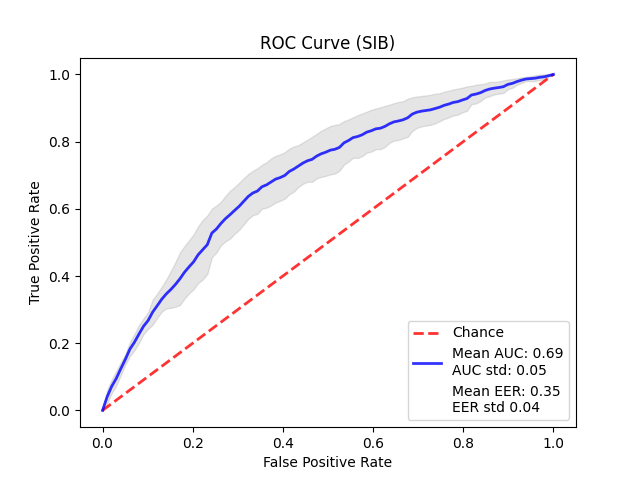 ROC Curve (SIB)
True Positive Rate
1.0
0.8
0.6
0.4
0.2
0.0
0.0 0.2 0.4 0.6 0.8 1.0
False Positive Rate
Chance
Mean AUC: 0.69
AUC std: 0.05
Mean EER: 0.35
EER std 0.04